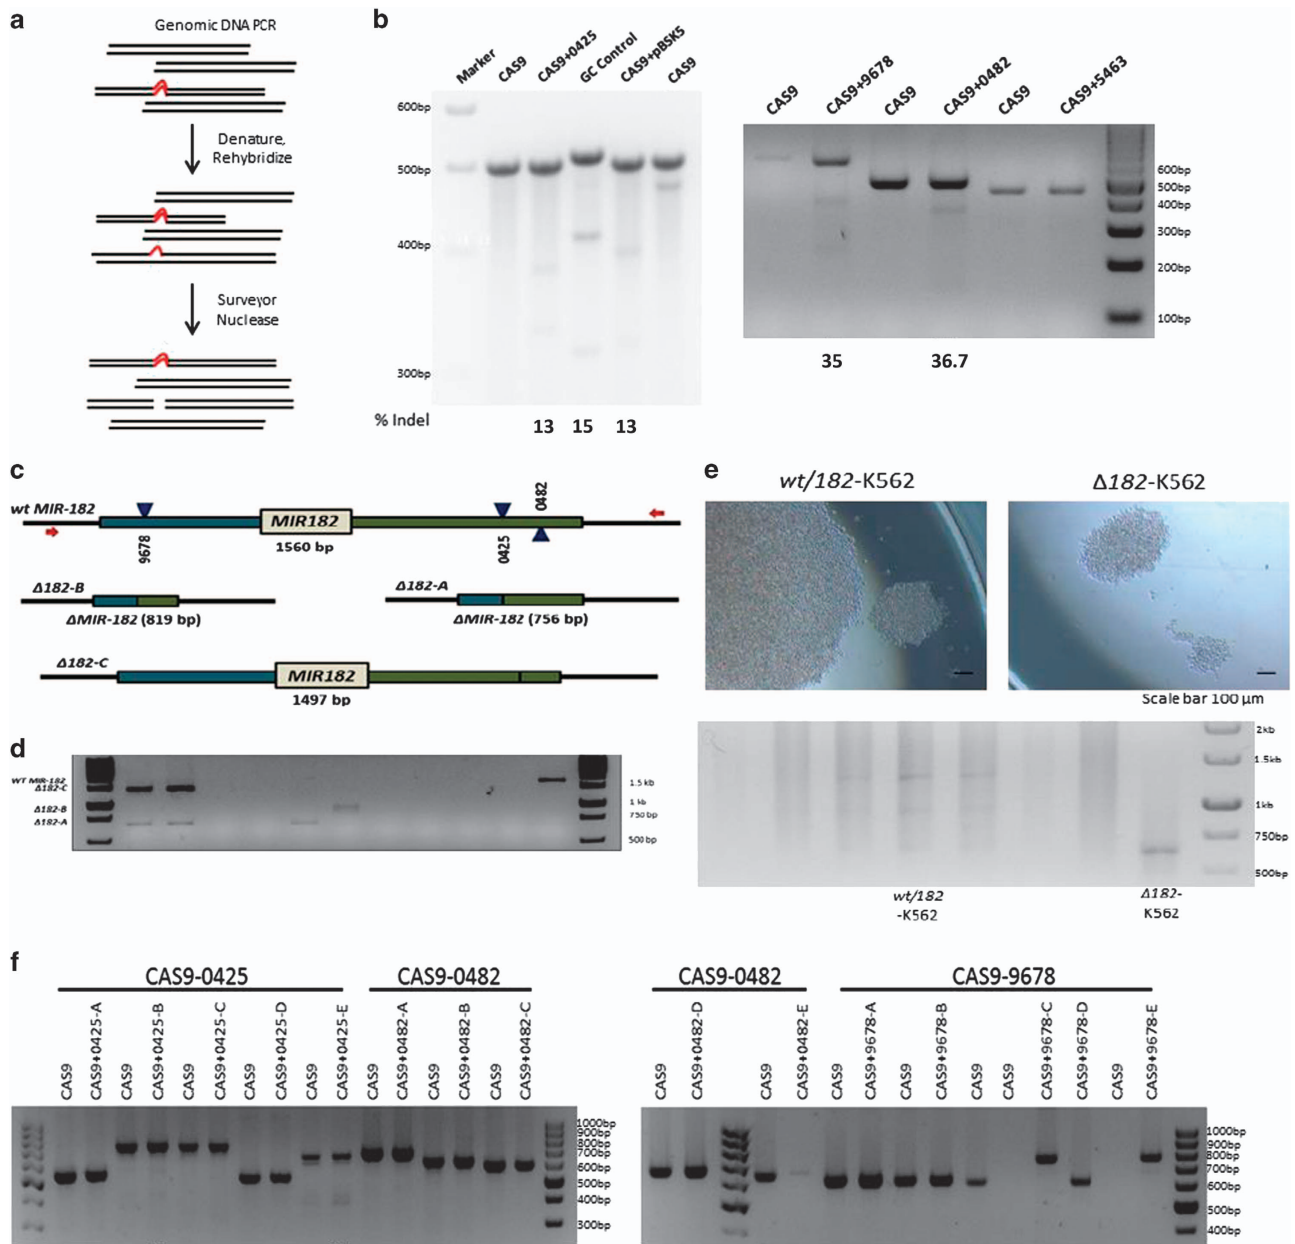 a
Genomic DNA PCR
Denature,
Rehybridize
Surveyor
Nuclease
b
Marker
CAS9
CAS9+0425
GC Control
CAS9+pBSK5
CAS9
600bp
500bp
400bp
300bp
% Indel
13
15
13
CAS9
CAS9+9678
CAS9
CAS9+0482
CAS9
CAS9+5463
600bp
500bp
400bp
300bp
200bp
100bp
35
36.7
c
wt MIR-182
9678
MIR182
1560 bp
0425
0482
Δ182-B
ΔMIR-182 (819 bp)
Δ182-A
ΔMIR-182 (756 bp)
Δ182-C
MIR182
1497 bp
d
WT MIR-182
Δ182-C
Δ182-B
Δ182-A
1.5 kb
1 kb
750 bp
500 bp
e
wt/182-K562
Δ182-K562
Scale bar 100 µm
2kb
1.5kb
1kb
750bp
500bp
wt/182
-K562
Δ182-
K562
f
CAS9-0425
CAS9-0482
CAS9
CAS9+0425-A
CAS9
CAS9+0425-B
CAS9
CAS9+0425-C
CAS9
CAS9+0425-D
CAS9
CAS9+0425-E
CAS9
CAS9+0482-A
CAS9
CAS9+0482-B
CAS9
CAS9+0482-C
1000bp
900bp
800bp
700bp
600bp
500bp
400bp
300bp
CAS9-0482
CAS9-9678
CAS9
CAS9+0482-D
CAS9
CAS9+0482-E
CAS9
CAS9+9678-A
CAS9
CAS9+9678-B
CAS9
CAS9
CAS9+9678-C
CAS9+9678-D
CAS9
CAS9+9678-E
1000bp
900bp
800bp
700bp
600bp
500bp
400bp